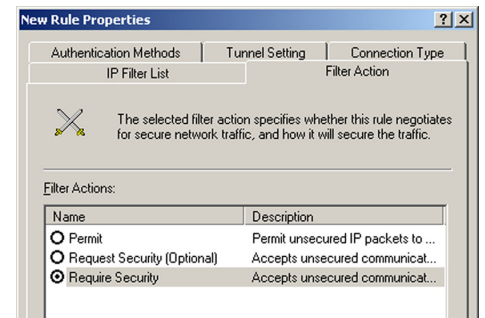 New Rule Properties
Authentication Methods Tunnel Setting Connection Type
IP Filter List Filter Action
The selected filter action specifies whether this rule negotiates
for secure network traffic, and how it will secure the traffic.
Filter Actions:
Name Description
Permit Permit unsecured IP packets to ...
Request Security (Optional) Accepts unsecured communicat...
Require Security Accepts unsecured communicat...